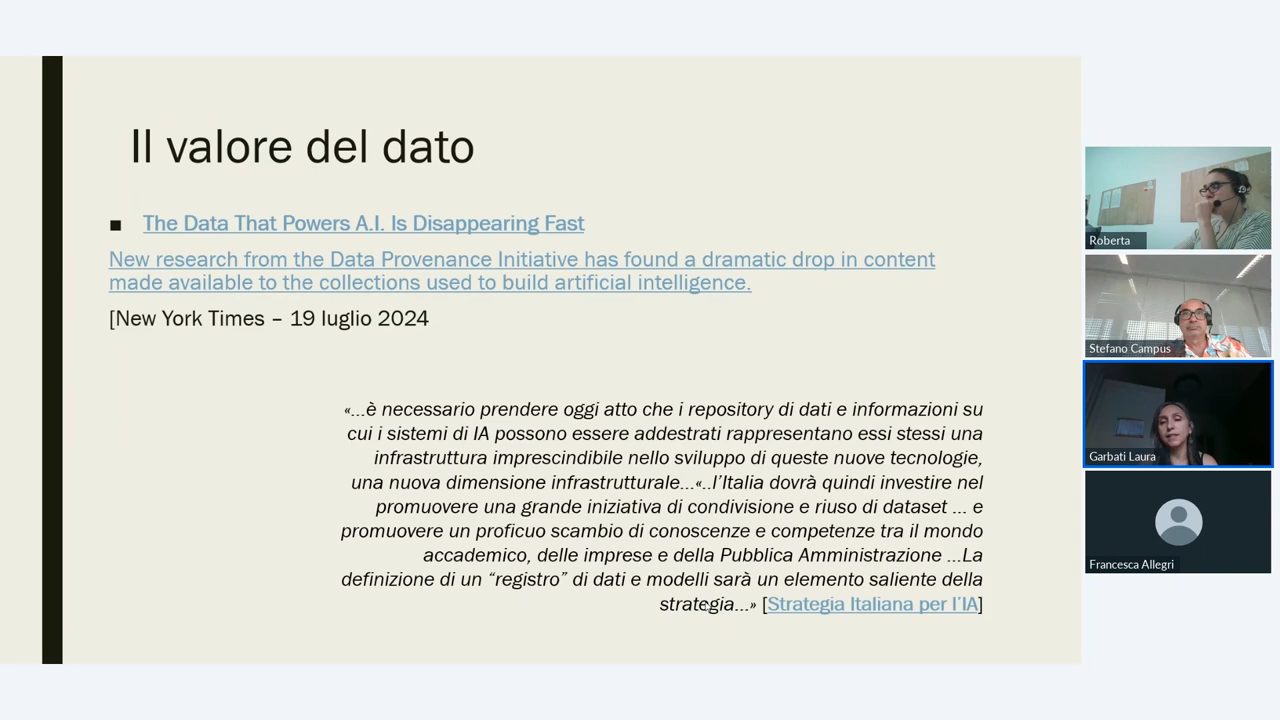 Il valore del dato
■ The Data That Powers A.I. Is Disappearing Fast
New research from the Data Provenance Initiative has found a dramatic drop in content
made available to the collections used to build artificial intelligence.
[New York Times – 19 luglio 2024
«...è necessario prendere oggi atto che i repository di dati e informazioni su
cui i sistemi di IA possono essere addestrati rappresentano essi stessi una
infrastruttura imprescindibile nello sviluppo di queste nuove tecnologie,
una nuova dimensione infrastrutturale...«..l’Italia dovrà quindi investire nel
promuovere una grande iniziativa di condivisione e riuso di dataset ... e
promuovere un proficuo scambio di conoscenze e competenze tra il mondo
accademico, delle imprese e della Pubblica Amministrazione ...La
definizione di un “registro” di dati e modelli sarà un elemento saliente della
strategia...» [Strategia Italiana per l’IA]
Roberta
Stefano Campus
Garbati Laura
Francesca Allegri